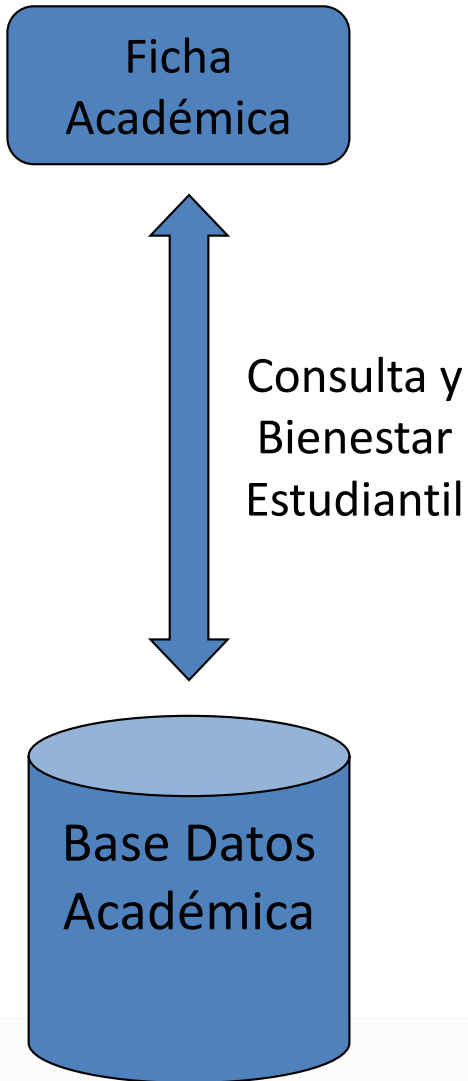 Ficha
Académica
Consulta y
Bienestar
Estudiantil
Base Datos
Académica